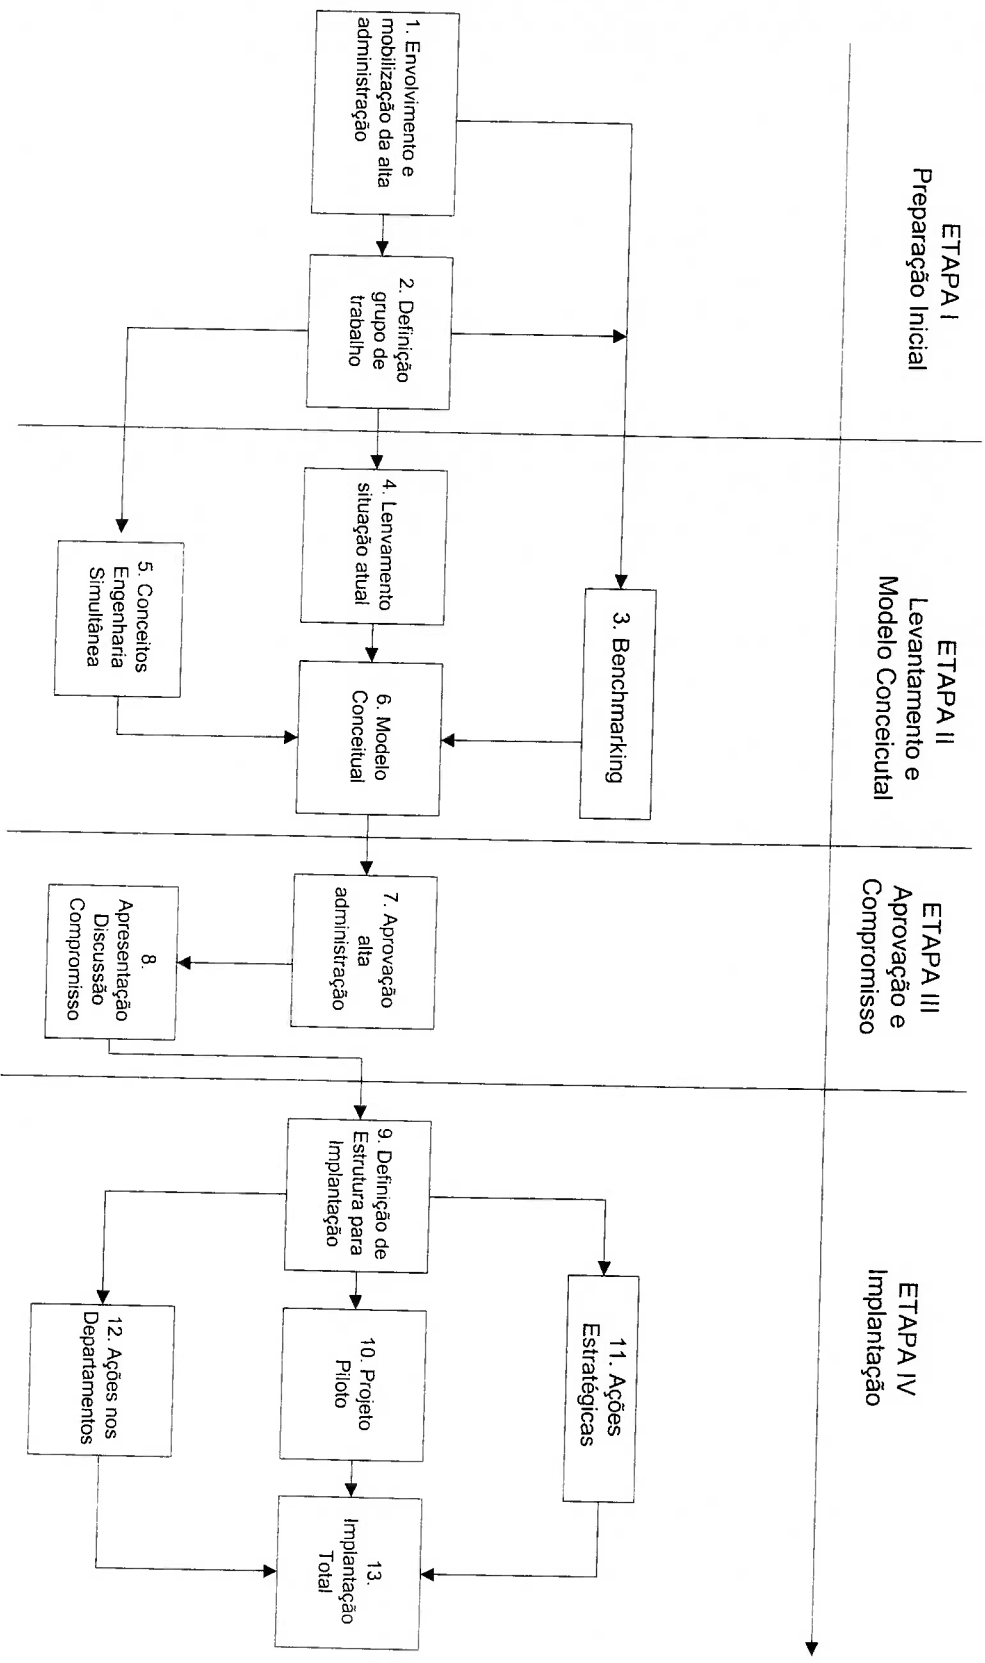 ETAPA I
Preparação Inicial
ETAPA II
Levantamento e
Modelo Conceicutal
ETAPA III
Aprovação e
Compromisso
ETAPA IV
Implantação
1. Envolvimento e
mobilização da alta
administração
2. Definição
grupo de
trabalho
3. Benchmarking
4. Lenvamento
situação atual
5. Conceitos
Engenharia
Simultânea
6. Modelo
Conceitual
7. Aprovação
alta
administração
8.
Apresentação
Discussão
Compromisso
9. Definição de
Estrutura para
Implantação
10. Projeto
Piloto
11. Ações
Estratégicas
12. Ações nos
Departamentos
13.
Implantação
Total